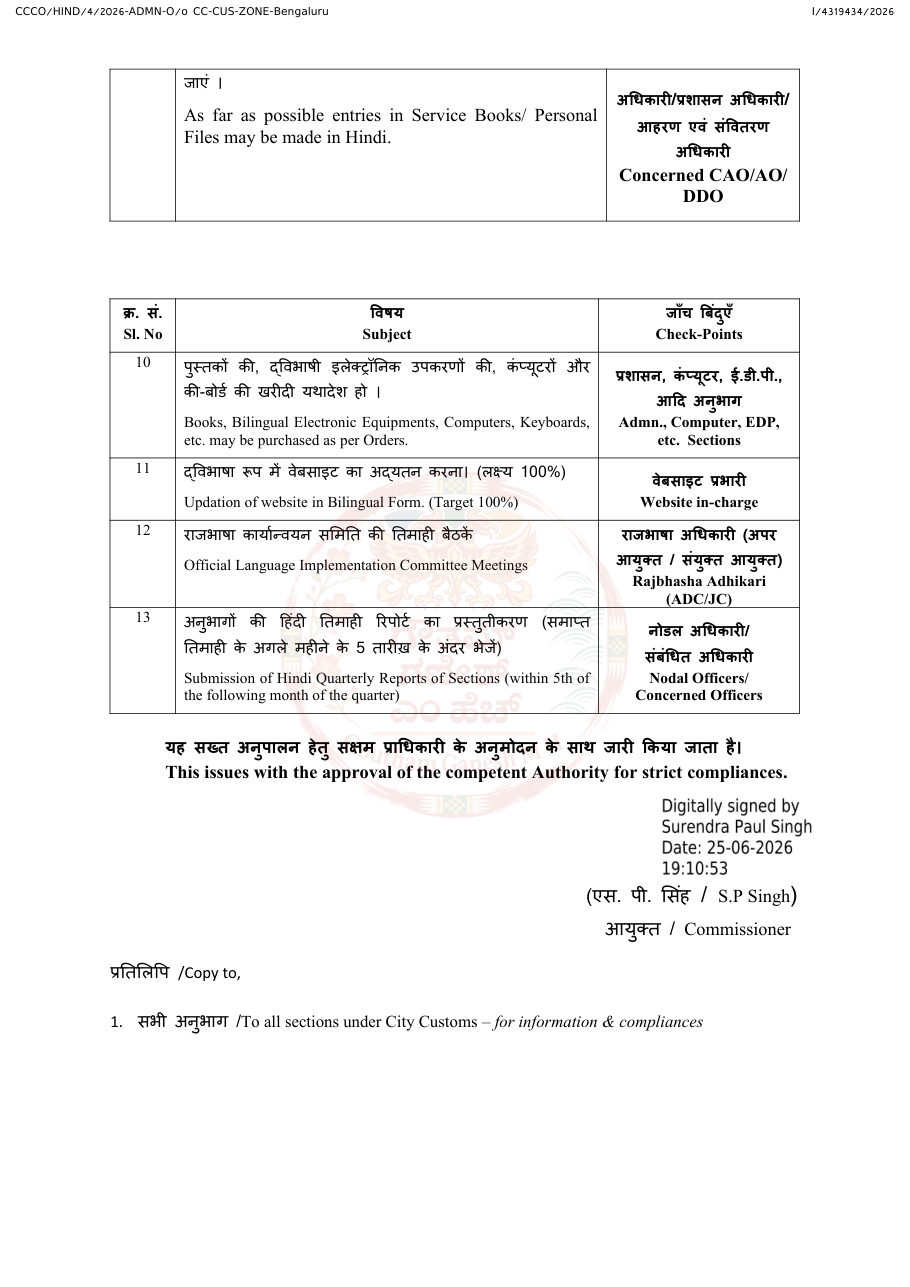 CCCO/HIND/4/2026-ADMN-O/o CC-CUS-ZONE-Bengaluru
I/4319434/2026
जाएं ।
As far as possible entries in Service Books/ Personal
Files may be made in Hindi.
अधिकारी/प्रशासन अधिकारी/
आहरण एवं संवितरण
अधिकारी
Concerned CAO/AO/
DDO
क्र. सं.
Sl. No
विषय
Subject
जाँच बिंदुएँ
Check-Points
10
पुस्तकों की, द्विभाषी इलेक्ट्रॉनिक उपकरणों की, कंप्यूटरों और
की-बोर्ड की खरीदी यथादेश हो ।
Books, Bilingual Electronic Equipments, Computers, Keyboards,
etc. may be purchased as per Orders.
प्रशासन, कंप्यूटर, ई.डी.पी.,
आदि अनुभाग
Admn., Computer, EDP,
etc. Sections
11
द्विभाषा रूप में वेबसाइट का अद्यतन करना। (लक्ष्य 100%)
Updation of website in Bilingual Form. (Target 100%)
वेबसाइट प्रभारी
Website in-charge
12
राजभाषा कार्यान्वयन समिति की तिमाही बैठकें
Official Language Implementation Committee Meetings
राजभाषा अधिकारी (अपर
आयुक्त / संयुक्त आयुक्त)
Rajbhasha Adhikari
(ADC/JC)
13
अनुभागों की हिंदी तिमाही रिपोर्ट का प्रस्तुतीकरण (समाप्त
तिमाही के अगले महीने के 5 तारीख के अंदर भेजें)
Submission of Hindi Quarterly Reports of Sections (within 5th of
the following month of the quarter)
नोडल अधिकारी/
संबंधित अधिकारी
Nodal Officers/
Concerned Officers
गौतम
ಗಣೇಶ್
ಎಂ ಹೆಚ್
Goutham Ganesh M H
यह सख्त अनुपालन हेतु सक्षम प्राधिकारी के अनुमोदन के साथ जारी किया जाता है।
This issues with the approval of the competent Authority for strict compliances.
Digitally signed by
Surendra Paul Singh
Date: 25-06-2026
19:10:53
(एस. पी. सिंह / S.P Singh)
आयुक्त / Commissioner
प्रतिलिपि /Copy to,
1. सभी अनुभाग /To all sections under City Customs – for information & compliances